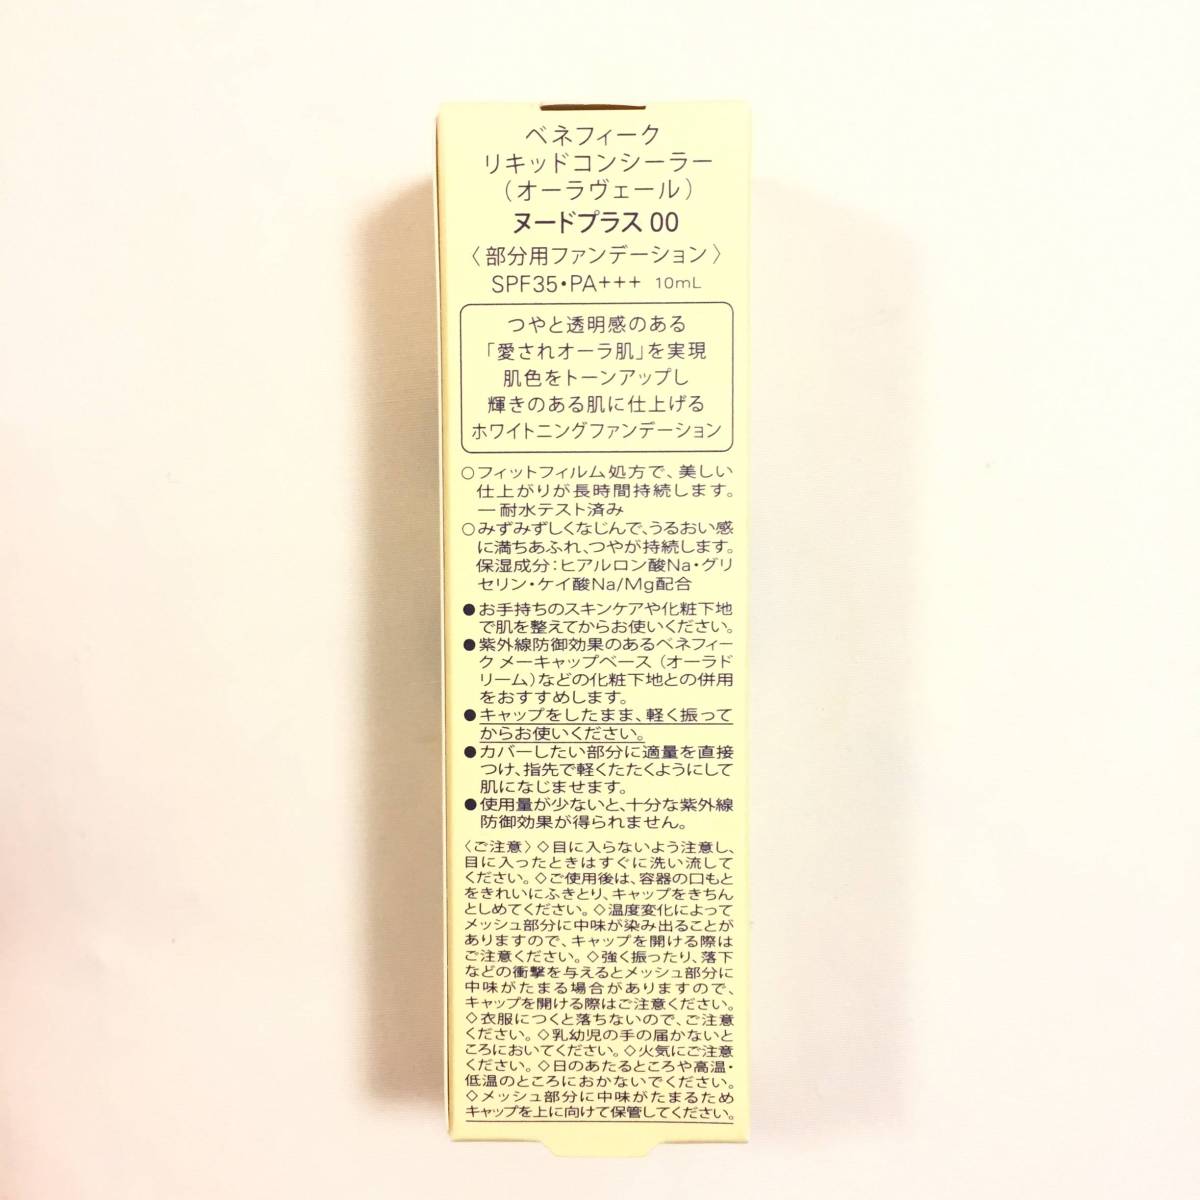 ベネフィーク
リキッドコンシーラー
（オーラヴェール）
ヌードプラス 00
〈部分用ファンデーション〉
SPF35・PA+++ 10mL
つやと透明感のある
「愛されオーラ肌」を実現
肌色をトーンアップし
輝きのある肌に仕上げる
ホワイトニングファンデーション
○フィットフィルム処方で、美しい
仕上がりが長時間持続します。
―耐水テスト済み
○みずみずしくなじんで、うるおい感
に満ちあふれ、つやが持続します。
保湿成分：ヒアルロン酸Na・グリ
セリン・ケイ酸Na/Mg配合
●お手持ちのスキンケアや化粧下地
で肌を整えてからお使いください。
●紫外線防御効果のあるベネフィー
ク メーキャップベース（オーラド
リーム）などの化粧下地との併用
をおすすめします。
●キャップをしたまま、軽く振って
からお使いください。
●カバーしたい部分に適量を直接
つけ、指先で軽くたたくようにして
肌になじませます。
●使用量が少ないと、十分な紫外線
防御効果が得られません。
〈ご注意〉◇目に入らないよう注意し、
目に入ったときはすぐに洗い流して
ください。◇ご使用後は、容器の口もと
をきれいにふきとり、キャップをきちん
としめてください。◇温度変化によって
メッシュ部分に中味が染み出ることが
ありますので、キャップを開ける際は
ご注意ください。◇強く振ったり、落下
などの衝撃を与えるとメッシュ部分に
中味がたまる場合がありますので、
キャップを開ける際はご注意ください。
◇衣服につくと落ちないので、ご注意
ください。◇乳幼児の手の届かないと
ころにおいてください。◇火気にご注意
ください。◇日のあたるところや高温・
低温のところにおかないでください。
◇メッシュ部分に中味がたまるため
キャップを上に向けて保管してください。